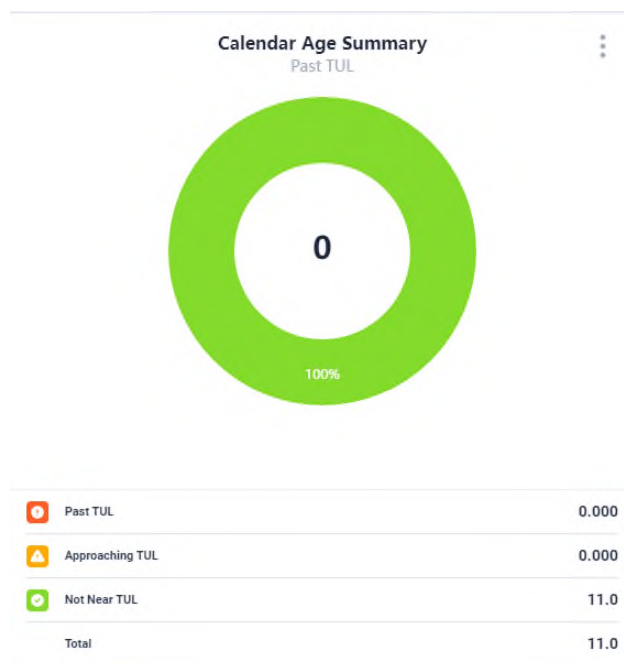 Calendar Age Summary
Past TUL
0
100%
Past TUL 0.000
Approaching TUL 0.000
Not Near TUL 11.0
Total 11.0